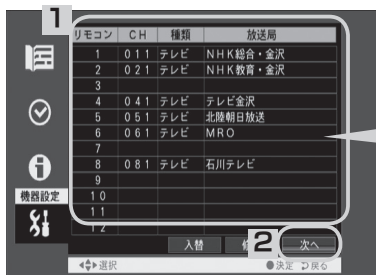 1
リモコン CH 種類 放送局
1 011 テレビ NHK総合・金沢
2 021 テレビ NHK教育・金沢
3
4 041 テレビ テレビ金沢
5 051 テレビ 北陸朝日放送
6 061 テレビ MRO
7
8 081 テレビ 石川テレビ
9
10
11
12
機器設定
入替 2 次へ
選択 ●決定 戻る